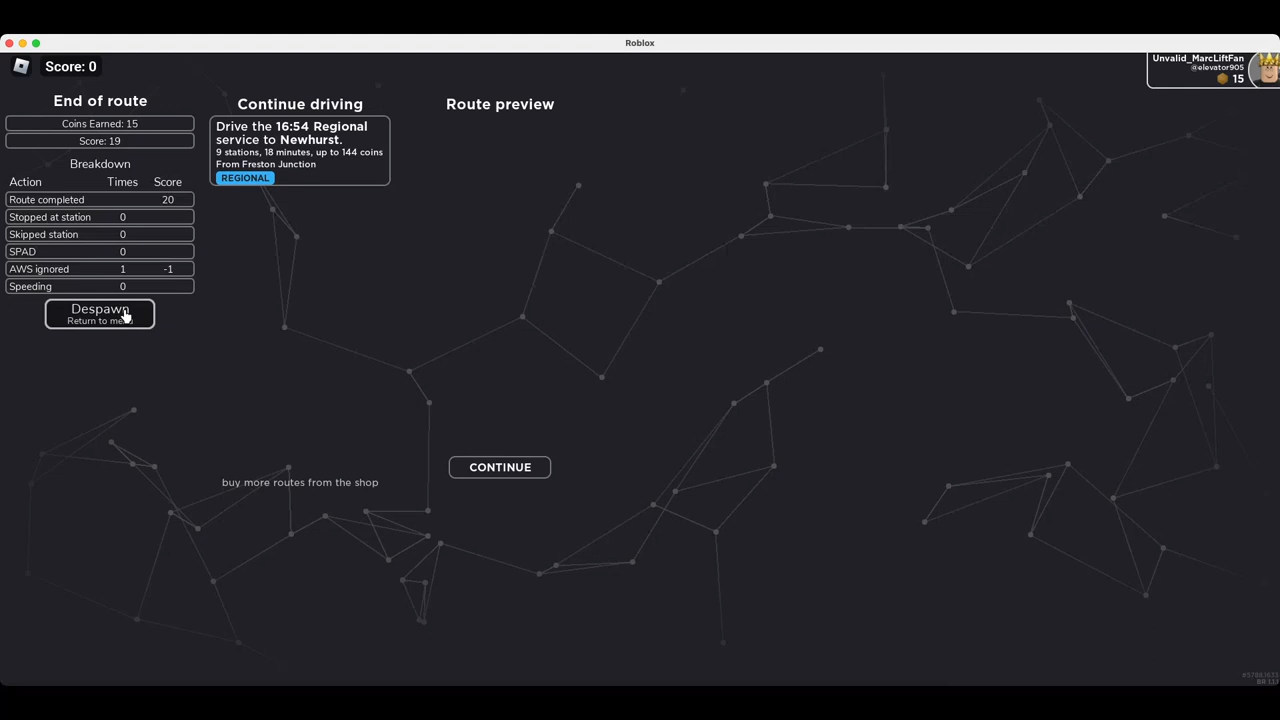 Roblox
Score: 0
Unvalid_MarcLiftFan
@elevator905
15
End of route
Coins Earned: 15
Score: 19
Breakdown
Action Times Score
Route completed 20
Stopped at station 0
Skipped station 0
SPAD 0
AWS ignored 1 -1
Speeding 0
Despawn
Return to menu
Continue driving
Drive the 16:54 Regional
service to Newhurst.
9 stations, 18 minutes, up to 144 coins
From Freston Junction
REGIONAL
buy more routes from the shop
Route preview
CONTINUE